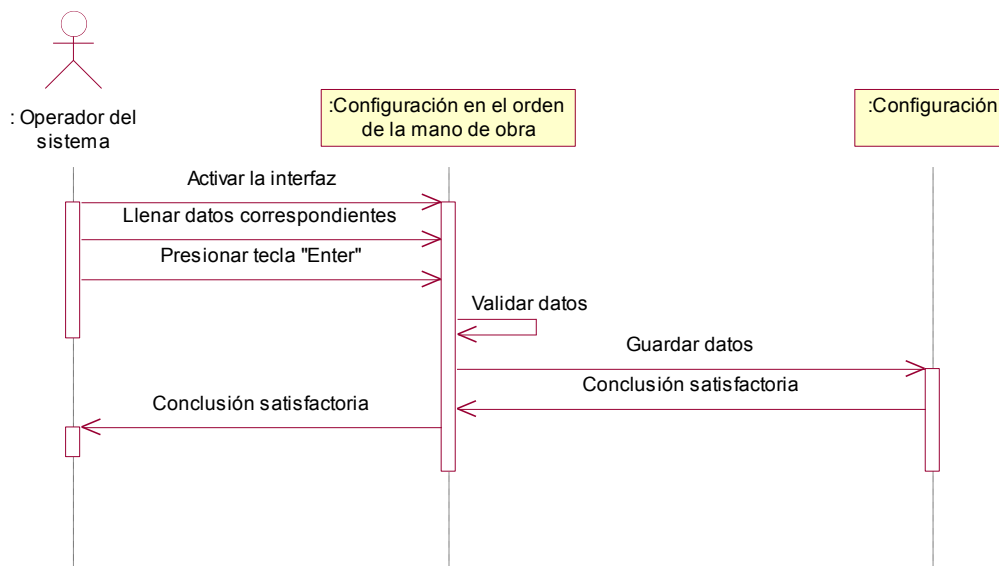 : Operador del
sistema
:Configuración en el orden
de la mano de obra
:Configuración
Activar la interfaz
Llenar datos correspondientes
Presionar tecla "Enter"
Validar datos
Guardar datos
Conclusión satisfactoria
Conclusión satisfactoria